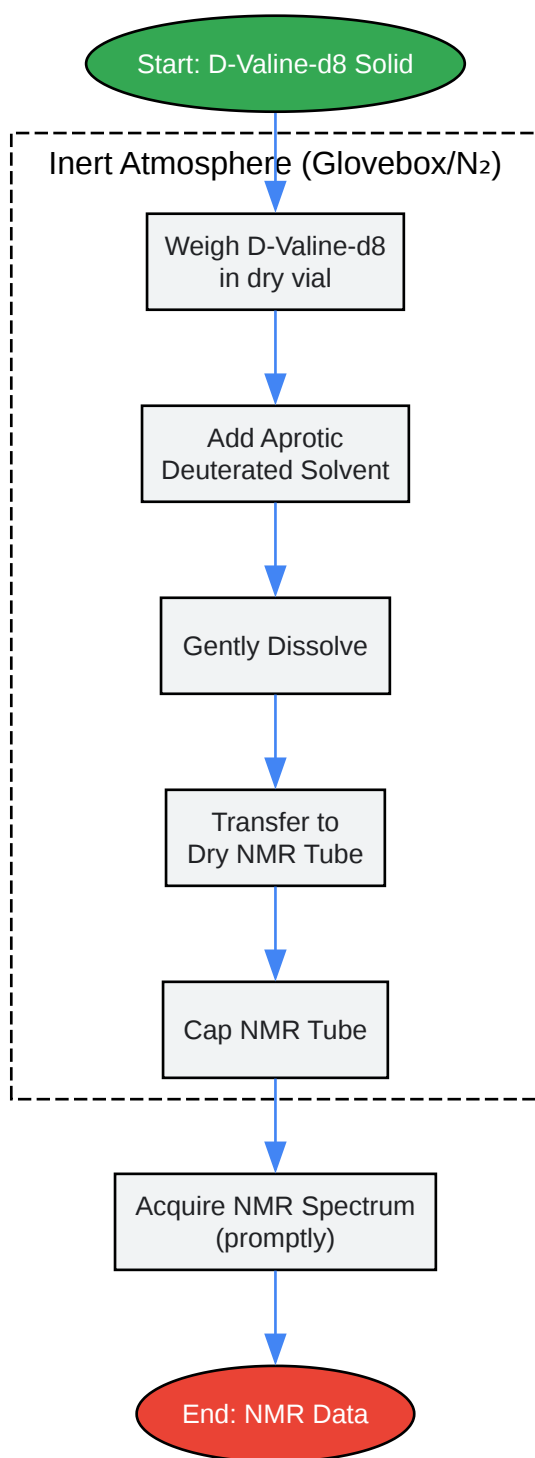 Start: D-Valine-d8 Solid
Inert Atmosphere (Glovebox/N₂)
Weigh D-Valine-d8
in dry vial
Add Aprotic
Deuterated Solvent
Gently Dissolve
Transfer to
Dry NMR Tube
Cap NMR Tube
Acquire NMR Spectrum
(promptly)
End: NMR Data